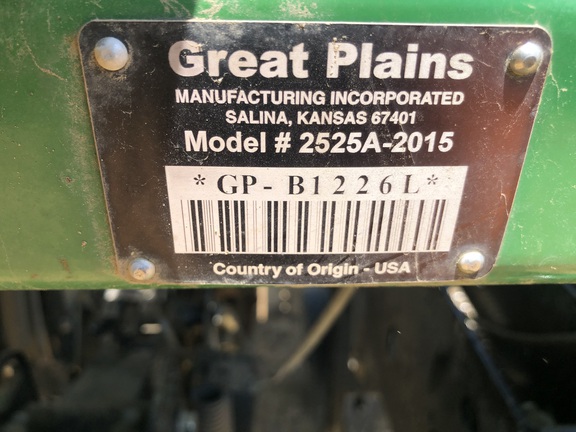 Great Plains
MANUFACTURING INCORPORATED
SALINA, KANSAS 67401
Model # 2525A-2015
*GP-B1226L*
Country of Origin - USA